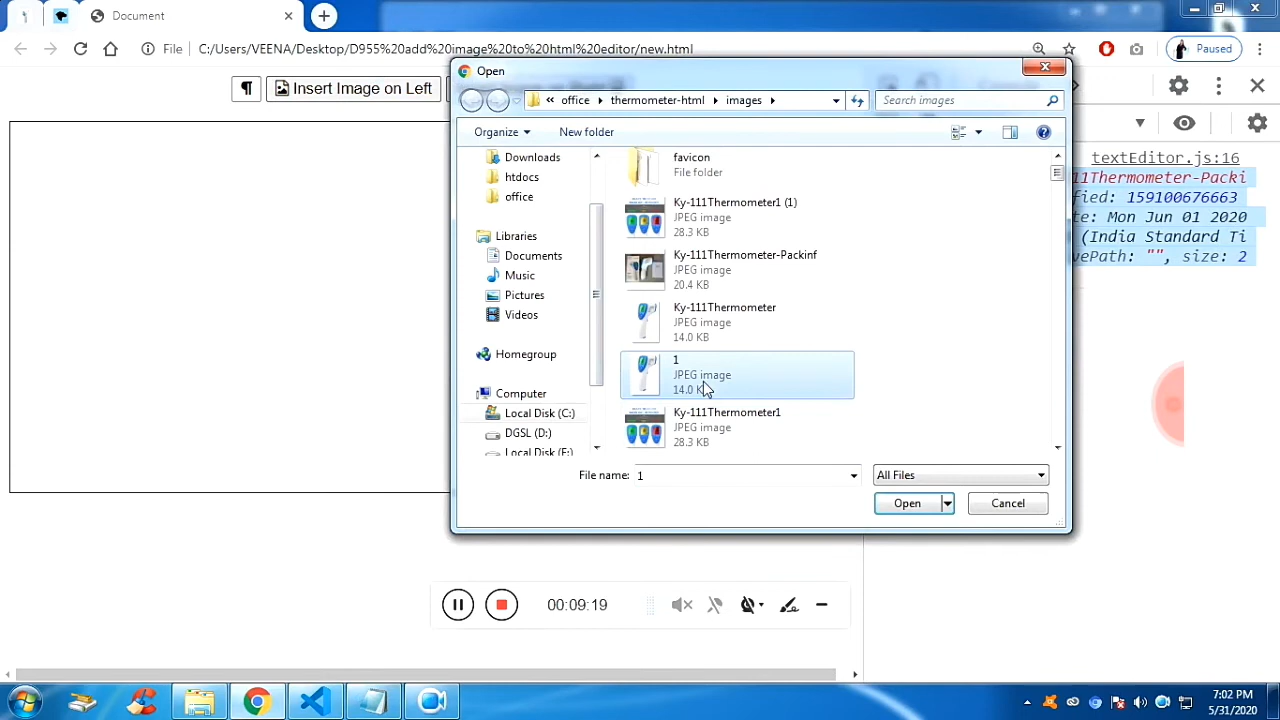 Document
File
C:/Users/VEENA/Desktop/D955%20add%20image%20to%20html%20editor/new.html
Paused
¶
Insert Image on Left
Open
« office
thermometer-html
images
Search images
Organize
New folder
Downloads
htdocs
office
Libraries
Documents
Music
Pictures
Videos
Homegroup
Computer
Local Disk (C:)
DGSL (D:)
Local Disk (E:)
favicon
File folder
Ky-111Thermometer1 (1)
JPEG image
28.3 KB
Ky-111Thermometer-Packinf
JPEG image
20.4 KB
Ky-111Thermometer
JPEG image
14.0 KB
1
JPEG image
14.0 K
Ky-111Thermometer1
JPEG image
28.3 KB
File name:
1
All Files
Open
Cancel
textEditor.js:16
11Thermometer-Packi
fied: 159100676663
te: Mon Jun 01 2020
(India Standard Ti
vePath: "", size: 2
00:09:19
7:02 PM
5/31/2020